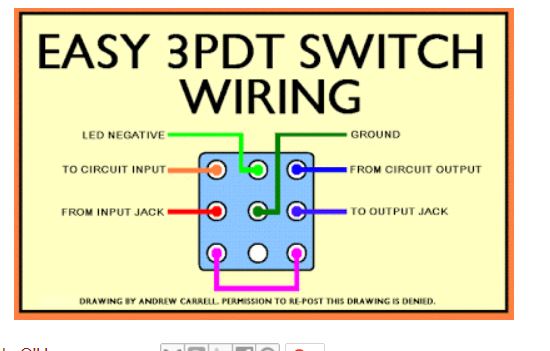 EASY 3PDT SWITCH
WIRING
LED NEGATIVE
GROUND
TO CIRCUIT INPUT
FROM CIRCUIT OUTPUT
FROM INPUT JACK
TO OUTPUT JACK
DRAWING BY ANDREW CARRELL. PERMISSION TO RE-POST THIS DRAWING IS DENIED.